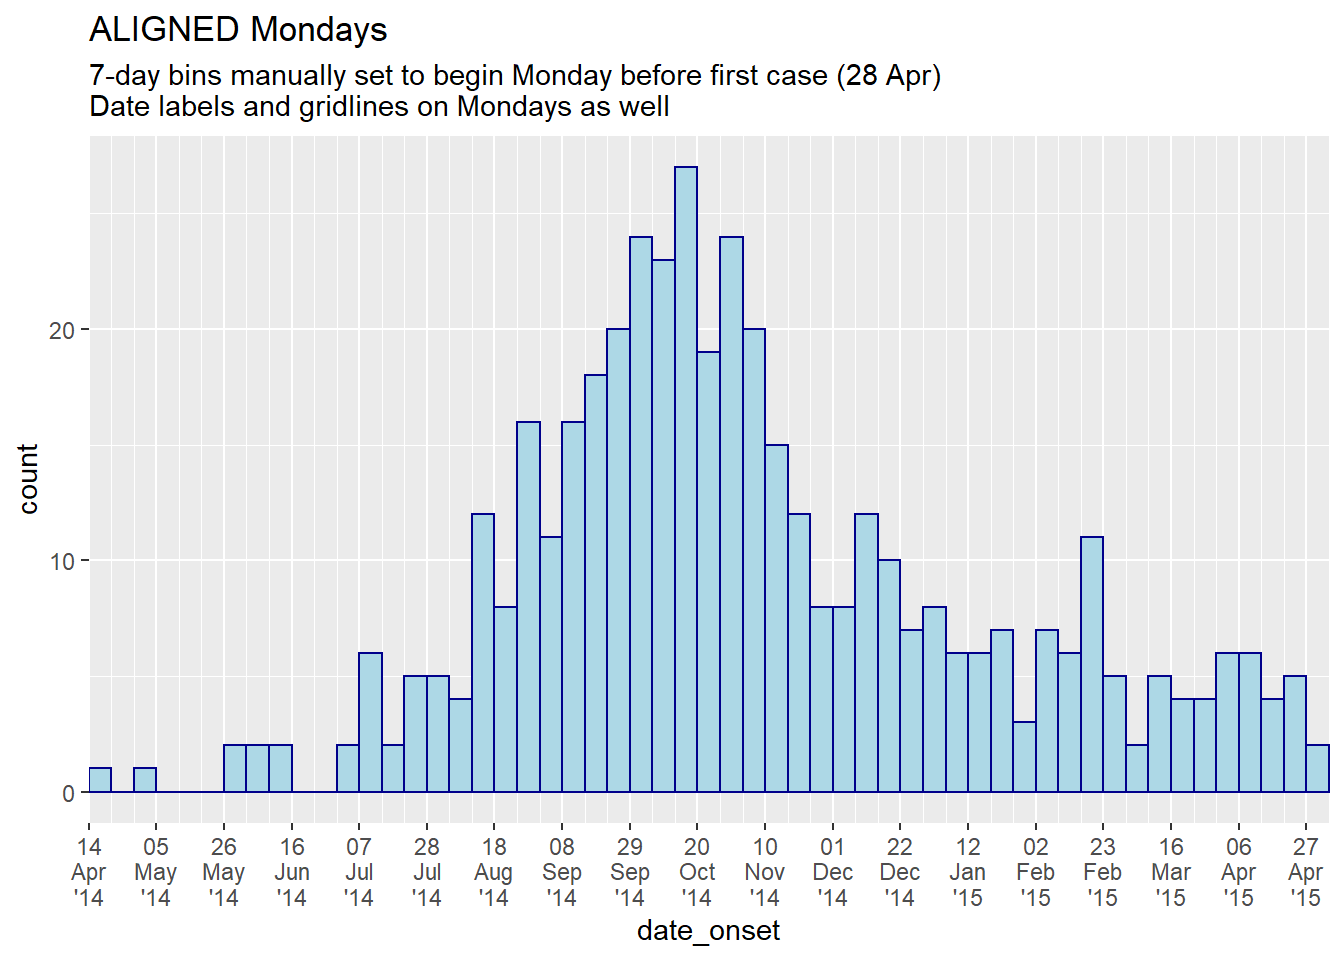 ALIGNED Mondays
7-day bins manually set to begin Monday before first case (28 Apr)
Date labels and gridlines on Mondays as well
count
20
10
0
14 05 26 16 07 28 18 08 29 20 10 01 22 12 02 23 16 06 27
Apr May May Jun Jul Jul Aug Sep Sep Oct Nov Dec Dec Jan Feb Feb Mar Apr Apr
'14 '14 '14 '14 '14 '14 '14 '14 '14 '14 '14 '14 '14 '15 '15 '15 '15 '15 '15
date_onset